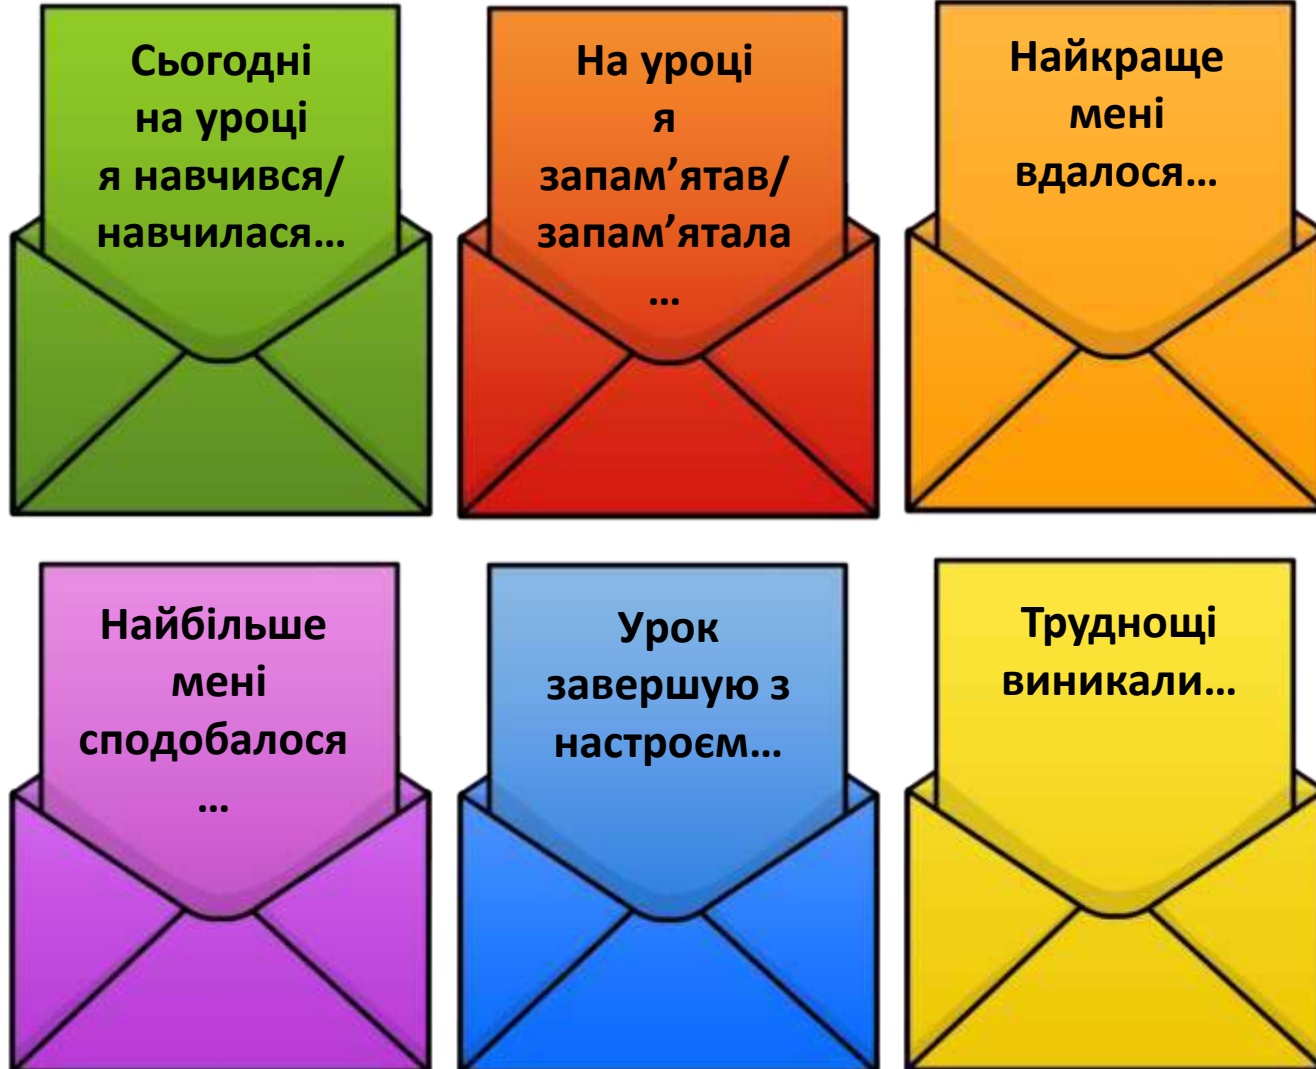 Сьогодні
на уроці
я навчився/
навчилася…
На уроці
я
запам’ятав/
запам’ятала
…
Найкраще
мені
вдалося…
Найбільше
мені
сподобалося
…
Урок
завершую з
настроєм…
Труднощі
виникали…